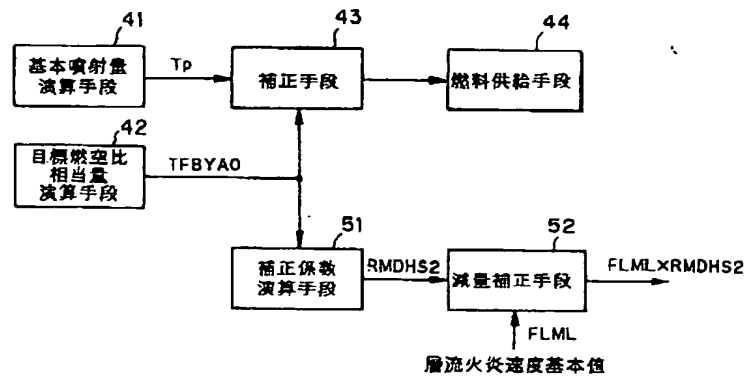 41
基本噴射量
演算手段
Tp
43
補正手段
44
燃料供給手段
42
目標燃空比
相当量
演算手段
TFBYA0
51
補正係数
演算手段
RMDHS2
52
減量補正手段
FLML×RMDHS2
FLML
層流火炎速度基本値